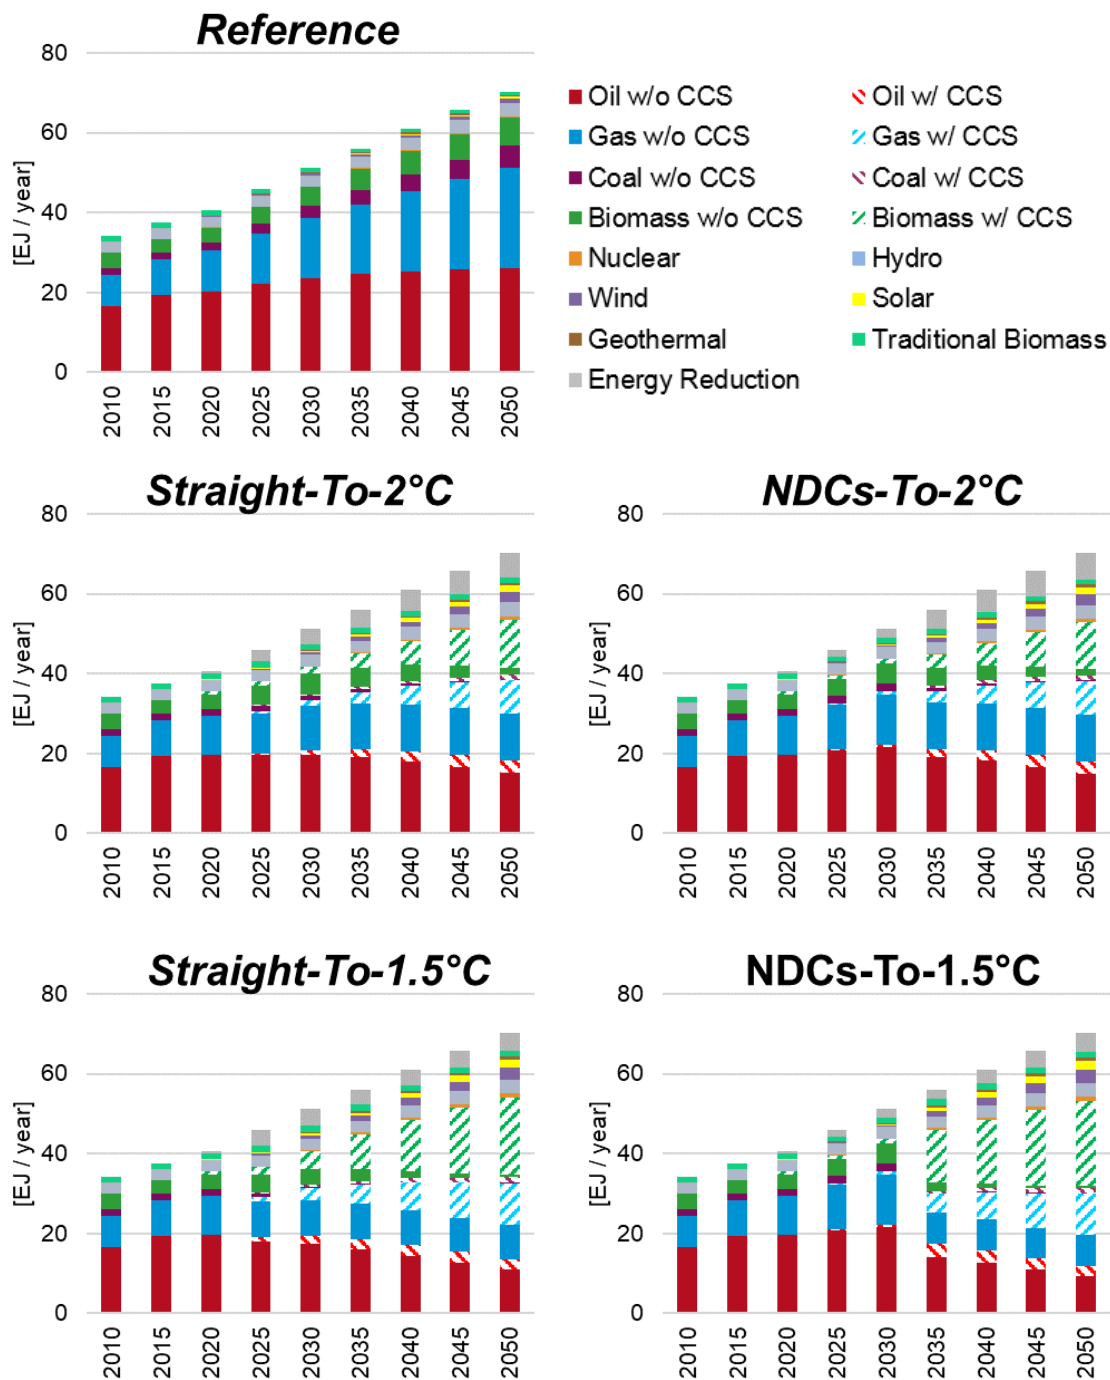 Reference
[EJ / year]
80
60
40
20
0
2010 2015 2020 2025 2030 2035 2040 2045 2050
Oil w/o CCS Oil w/ CCS
Gas w/o CCS Gas w/ CCS
Coal w/o CCS Coal w/ CCS
Biomass w/o CCS Biomass w/ CCS
Nuclear Hydro
Wind Solar
Geothermal Traditional Biomass
Energy Reduction
Straight-To-2°C
[EJ / year]
80
60
40
20
0
2010 2015 2020 2025 2030 2035 2040 2045 2050
NDCs-To-2°C
[EJ / year]
80
60
40
20
0
2010 2015 2020 2025 2030 2035 2040 2045 2050
Straight-To-1.5°C
[EJ / year]
80
60
40
20
0
2010 2015 2020 2025 2030 2035 2040 2045 2050
NDCs-To-1.5°C
[EJ / year]
80
60
40
20
0
2010 2015 2020 2025 2030 2035 2040 2045 2050